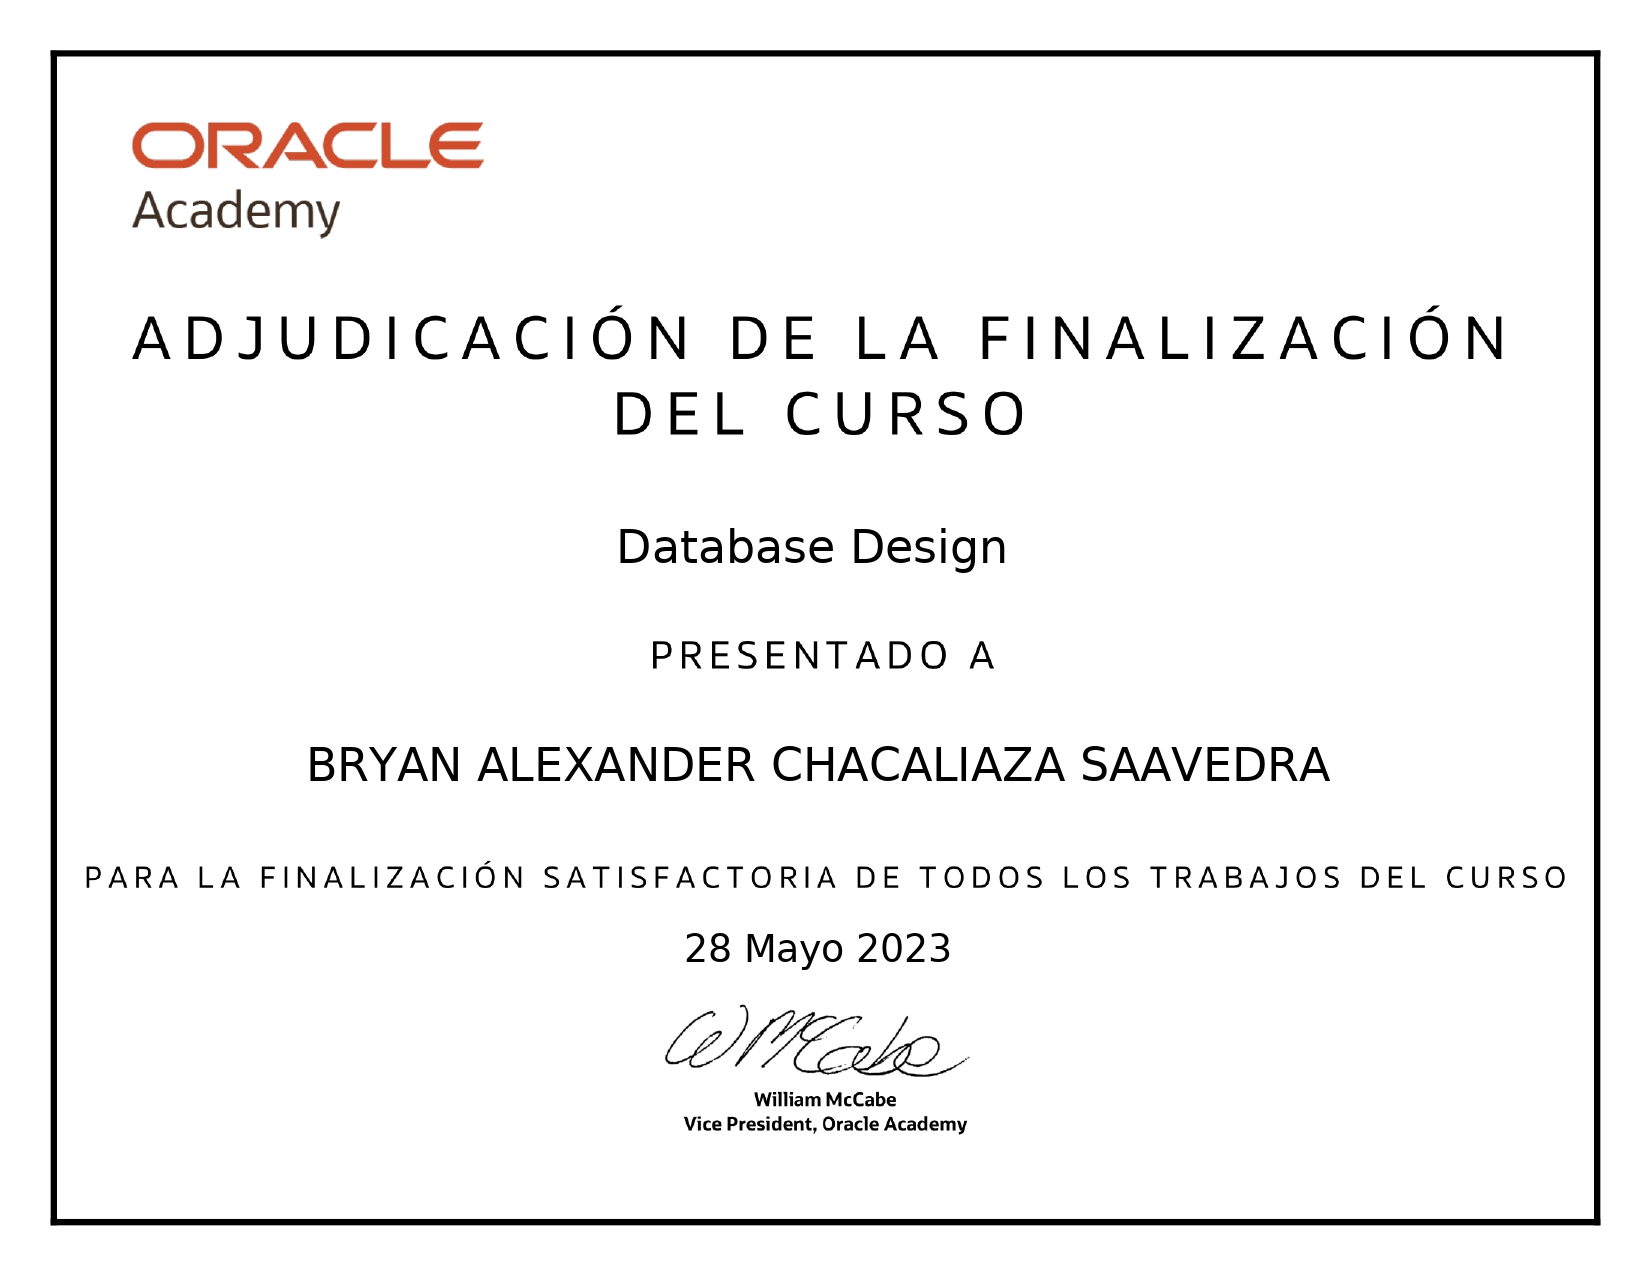 ORACLE
Academy
ADJUDICACIÓN DE LA FINALIZACIÓN
DEL CURSO
Database Design
PRESENTADO A
BRYAN ALEXANDER CHACALIAZA SAAVEDRA
PARA LA FINALIZACIÓN SATISFACTORIA DE TODOS LOS TRABAJOS DEL CURSO
28 Mayo 2023
W McCabe
William McCabe
Vice President, Oracle Academy